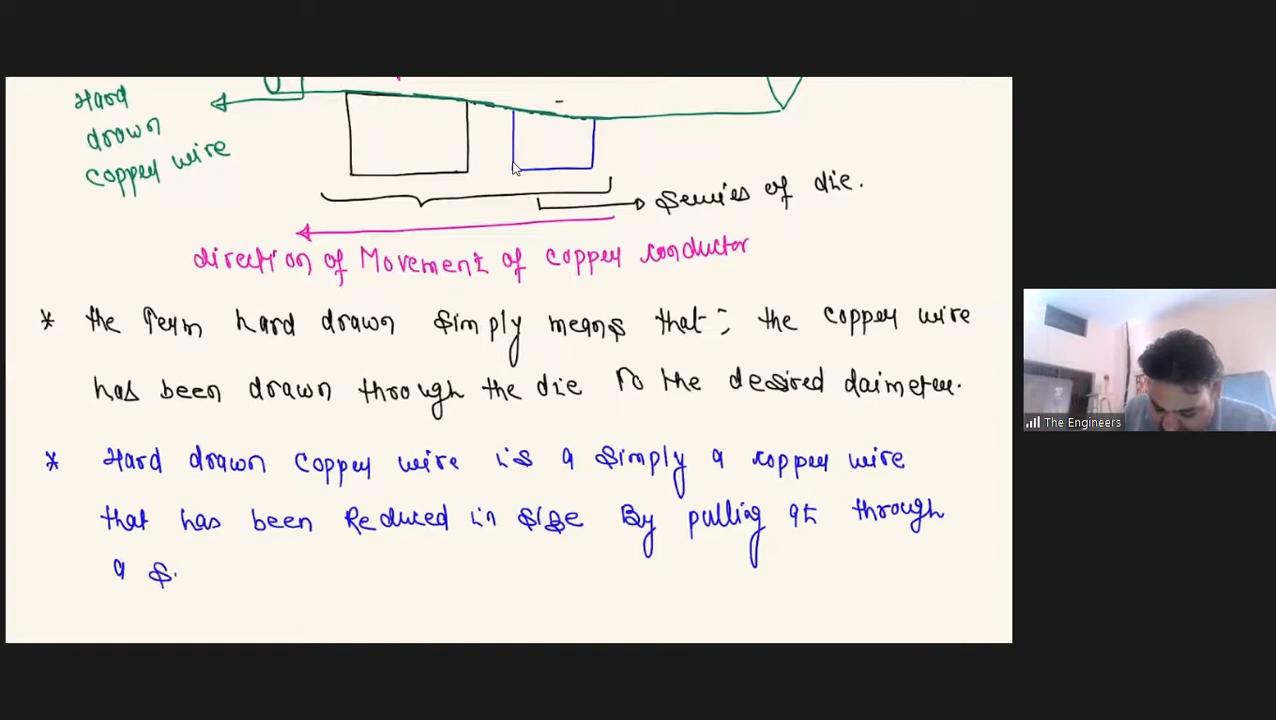 Hard
drawn
copper wire
series of die.
direction of Movement of copper conductor
* the Term hard drawn simply means that :- the copper wire
has been drawn through the die To the desired daimeter.
* Hard drawn copper wire is a simply a copper wire
that has been Reduced in size By pulling it through
a s.
The Engineers